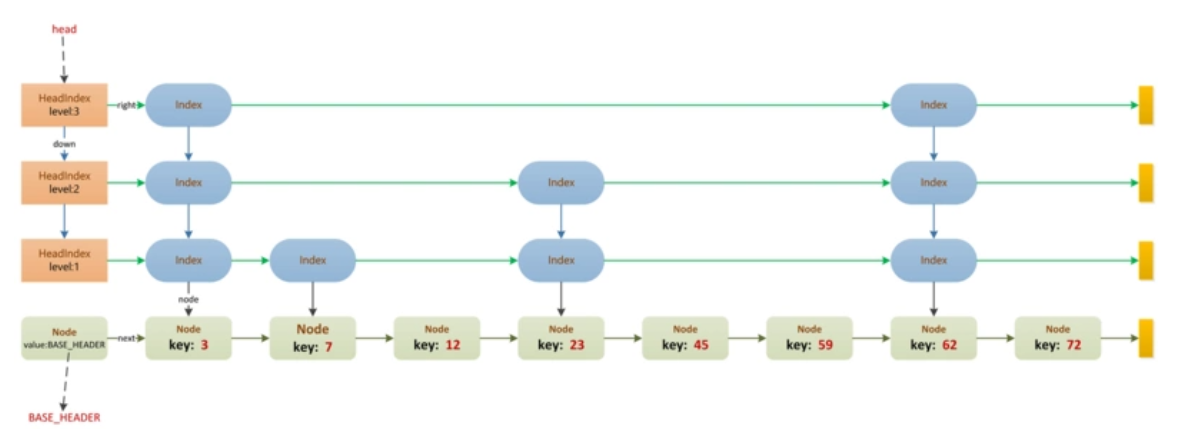 head
HeadIndex
level:3
right
Index
Index
down
HeadIndex
level:2
Index
Index
Index
HeadIndex
level:1
Index
Index
Index
Index
node
Node
value:BASE_HEADER
next
Node
key: 3
Node
key: 7
Node
key: 12
Node
key: 23
Node
key: 45
Node
key: 59
Node
key: 62
Node
key: 72
BASE_HEADER